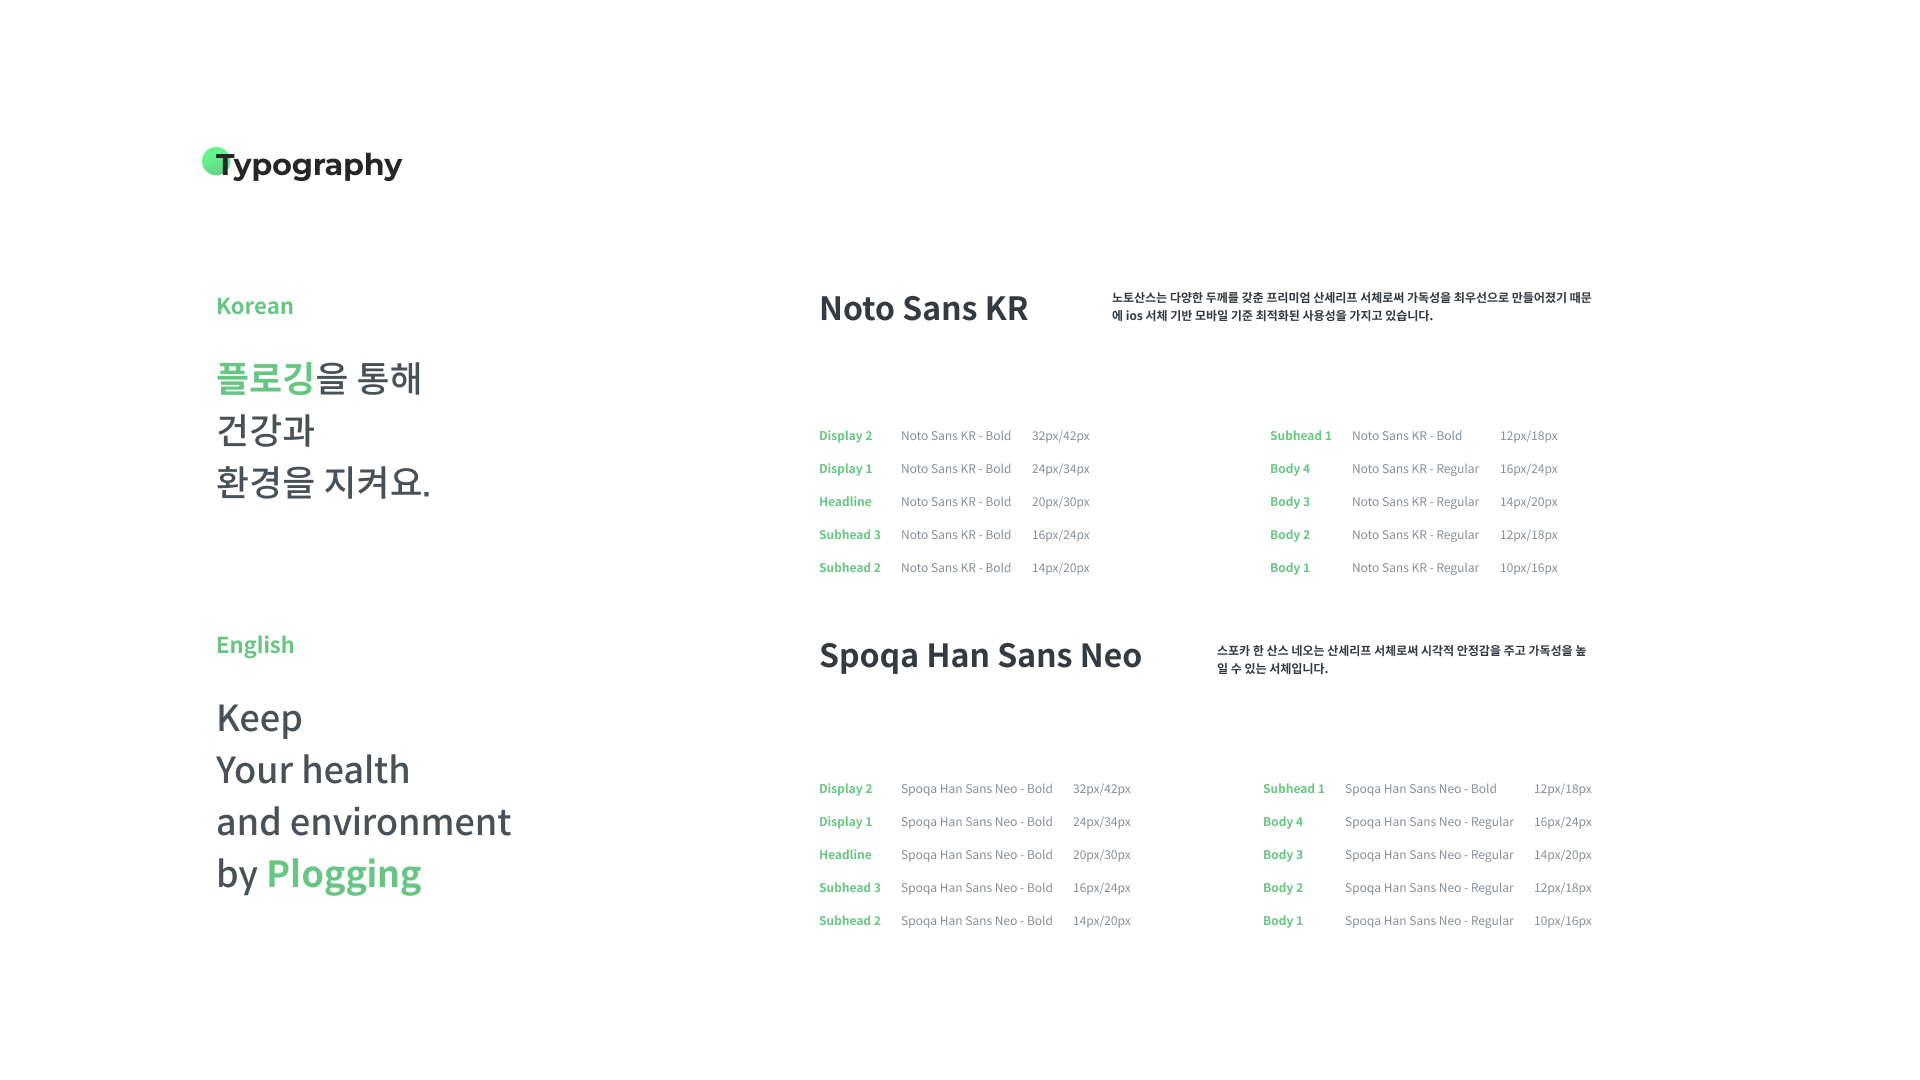 Typography
Korean
플로깅을 통해
건강과
환경을 지켜요.
Noto Sans KR
노토산스는 다양한 두께를 갖춘 프리미엄 산세리프 서체로써 가독성을 최우선으로 만들어졌기 때문
에 ios 서체 기반 모바일 기준 최적화된 사용성을 가지고 있습니다.
Display 2 Noto Sans KR - Bold 32px/42px
Display 1 Noto Sans KR - Bold 24px/34px
Headline Noto Sans KR - Bold 20px/30px
Subhead 3 Noto Sans KR - Bold 16px/24px
Subhead 2 Noto Sans KR - Bold 14px/20px
Subhead 1 Noto Sans KR - Bold 12px/18px
Body 4 Noto Sans KR - Regular 16px/24px
Body 3 Noto Sans KR - Regular 14px/20px
Body 2 Noto Sans KR - Regular 12px/18px
Body 1 Noto Sans KR - Regular 10px/16px
English
Keep
Your health
and environment
by Plogging
Spoqa Han Sans Neo
스포카 한 산스 네오는 산세리프 서체로써 시각적 안정감을 주고 가독성을 높
일 수 있는 서체입니다.
Display 2 Spoqa Han Sans Neo - Bold 32px/42px
Display 1 Spoqa Han Sans Neo - Bold 24px/34px
Headline Spoqa Han Sans Neo - Bold 20px/30px
Subhead 3 Spoqa Han Sans Neo - Bold 16px/24px
Subhead 2 Spoqa Han Sans Neo - Bold 14px/20px
Subhead 1 Spoqa Han Sans Neo - Bold 12px/18px
Body 4 Spoqa Han Sans Neo - Regular 16px/24px
Body 3 Spoqa Han Sans Neo - Regular 14px/20px
Body 2 Spoqa Han Sans Neo - Regular 12px/18px
Body 1 Spoqa Han Sans Neo - Regular 10px/16px